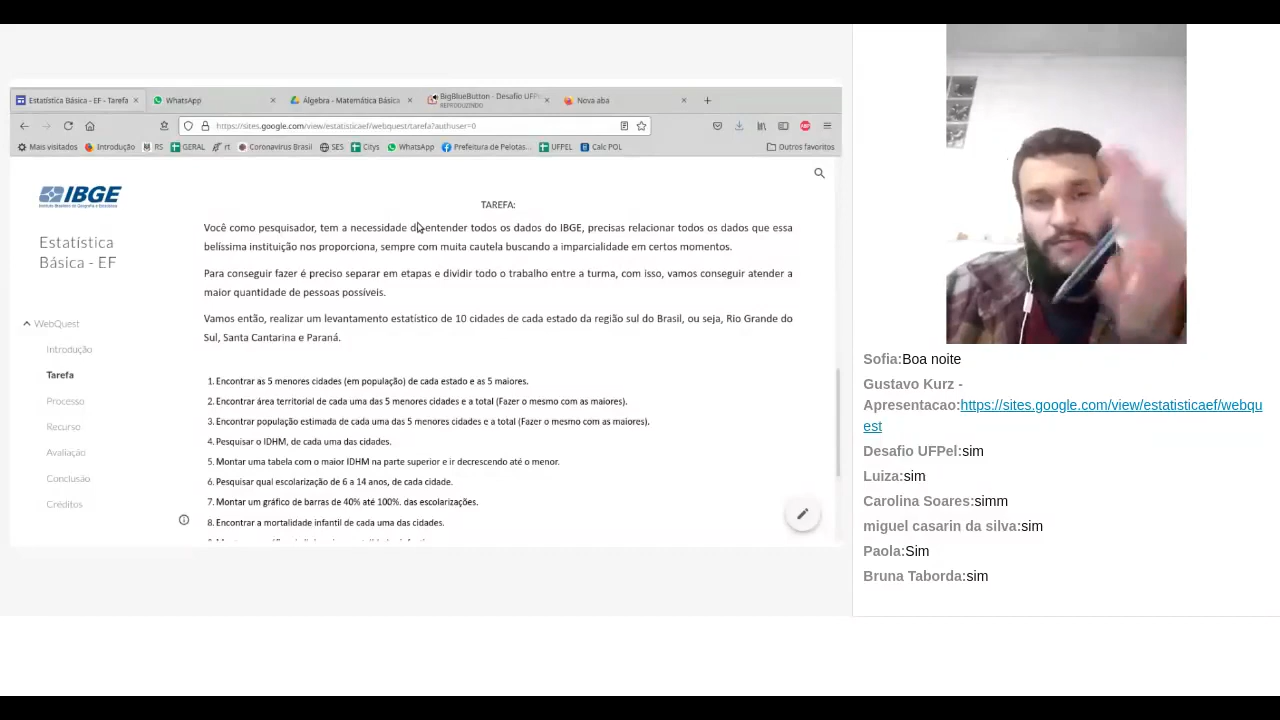 Estatística Básica - EF - Tarefa
WhatsApp
Álgebra - Matemática Básica
BigBlueButton - Desafio UFPe
REPRODUZINDO
Nova aba
https://sites.google.com/view/estatisticaef/webquest/tarefa?authuser=0
Mais visitados
Introdução
RS
GERAL
rt
Coronavirus Brasil
SES
Citys
WhatsApp
Prefeitura de Pelotas...
UFPEL
Calc POL
Outros favoritos
IBGE
Instituto Brasileiro de Geografia e Estatística
Estatística
Básica - EF
WebQuest
Introdução
Tarefa
Processo
Recurso
Avaliação
Conclusão
Créditos
TAREFA:
Você como pesquisador, tem a necessidade de entender todos os dados do IBGE, precisas relacionar todos os dados que essa
belíssima instituição nos proporciona, sempre com muita cautela buscando a imparcialidade em certos momentos.
Para conseguir fazer é preciso separar em etapas e dividir todo o trabalho entre a turma, com isso, vamos conseguir atender a
maior quantidade de pessoas possíveis.
Vamos então, realizar um levantamento estatístico de 10 cidades de cada estado da região sul do Brasil, ou seja, Rio Grande do
Sul, Santa Cantarina e Paraná.
1. Encontrar as 5 menores cidades (em população) de cada estado e as 5 maiores.
2. Encontrar área territorial de cada uma das 5 menores cidades e a total (Fazer o mesmo com as maiores).
3. Encontrar população estimada de cada uma das 5 menores cidades e a total (Fazer o mesmo com as maiores).
4. Pesquisar o IDHM, de cada uma das cidades.
5. Montar uma tabela com o maior IDHM na parte superior e ir decrescendo até o menor.
6. Pesquisar qual escolarização de 6 a 14 anos, de cada cidade.
7. Montar um gráfico de barras de 40% até 100%. das escolarizações.
8. Encontrar a mortalidade infantil de cada uma das cidades.
Sofia:Boa noite
Gustavo Kurz -
Apresentacao:https://sites.google.com/view/estatisticaef/webqu
est
Desafio UFPel:sim
Luiza:sim
Carolina Soares:simm
miguel casarin da silva:sim
Paola:Sim
Bruna Taborda:sim